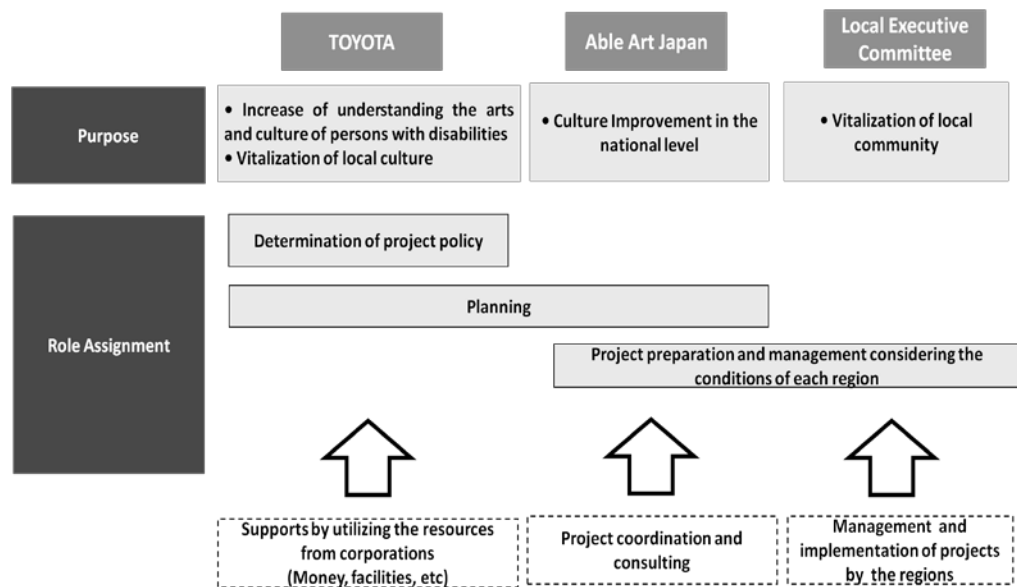 TOYOTA
Able Art Japan
Local Executive
Committee
Purpose
• Increase of understanding the arts
and culture of persons with disabilities
• Vitalization of local culture
• Culture Improvement in the
national level
• Vitalization of local
community
Role Assignment
Determination of project policy
Planning
Project preparation and management considering the
conditions of each region
Supports by utilizing the resources
from corporations
(Money, facilities, etc)
Project coordination and
consulting
Management and
implementation of projects
by the regions